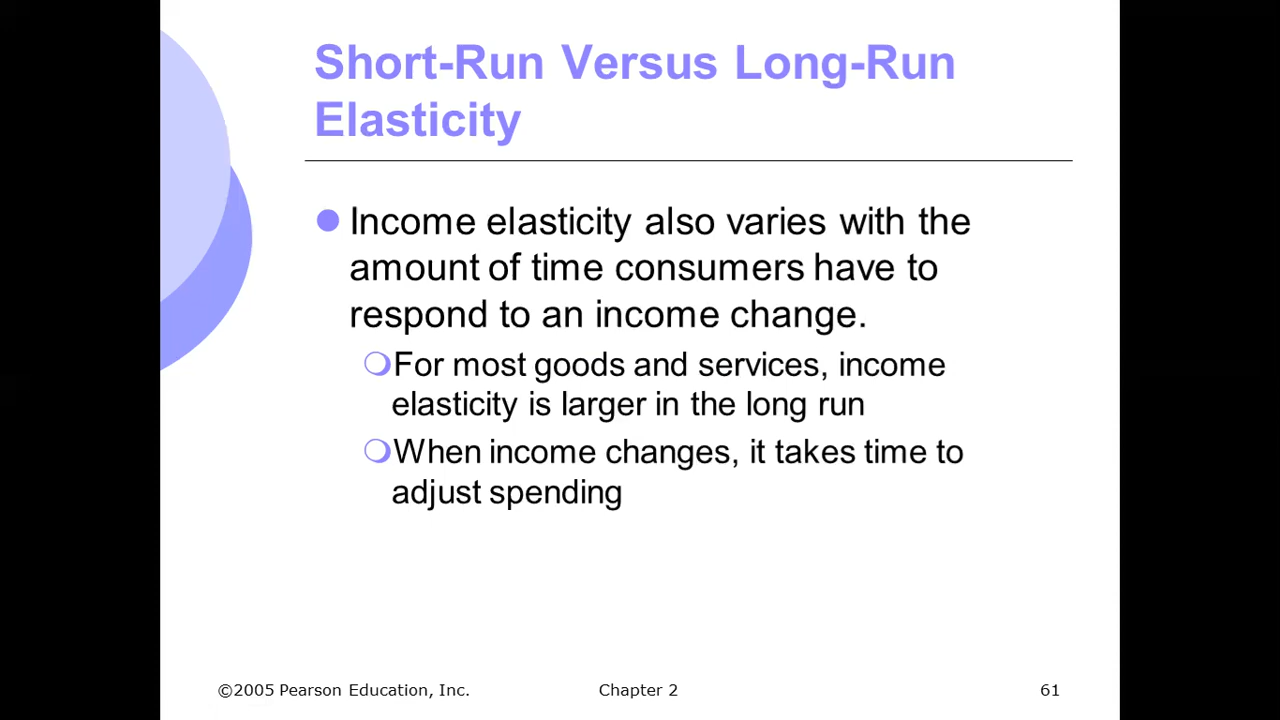 Short-Run Versus Long-Run
Elasticity
Income elasticity also varies with the
amount of time consumers have to
respond to an income change.
For most goods and services, income
elasticity is larger in the long run
When income changes, it takes time to
adjust spending
©2005 Pearson Education, Inc.
Chapter 2
61